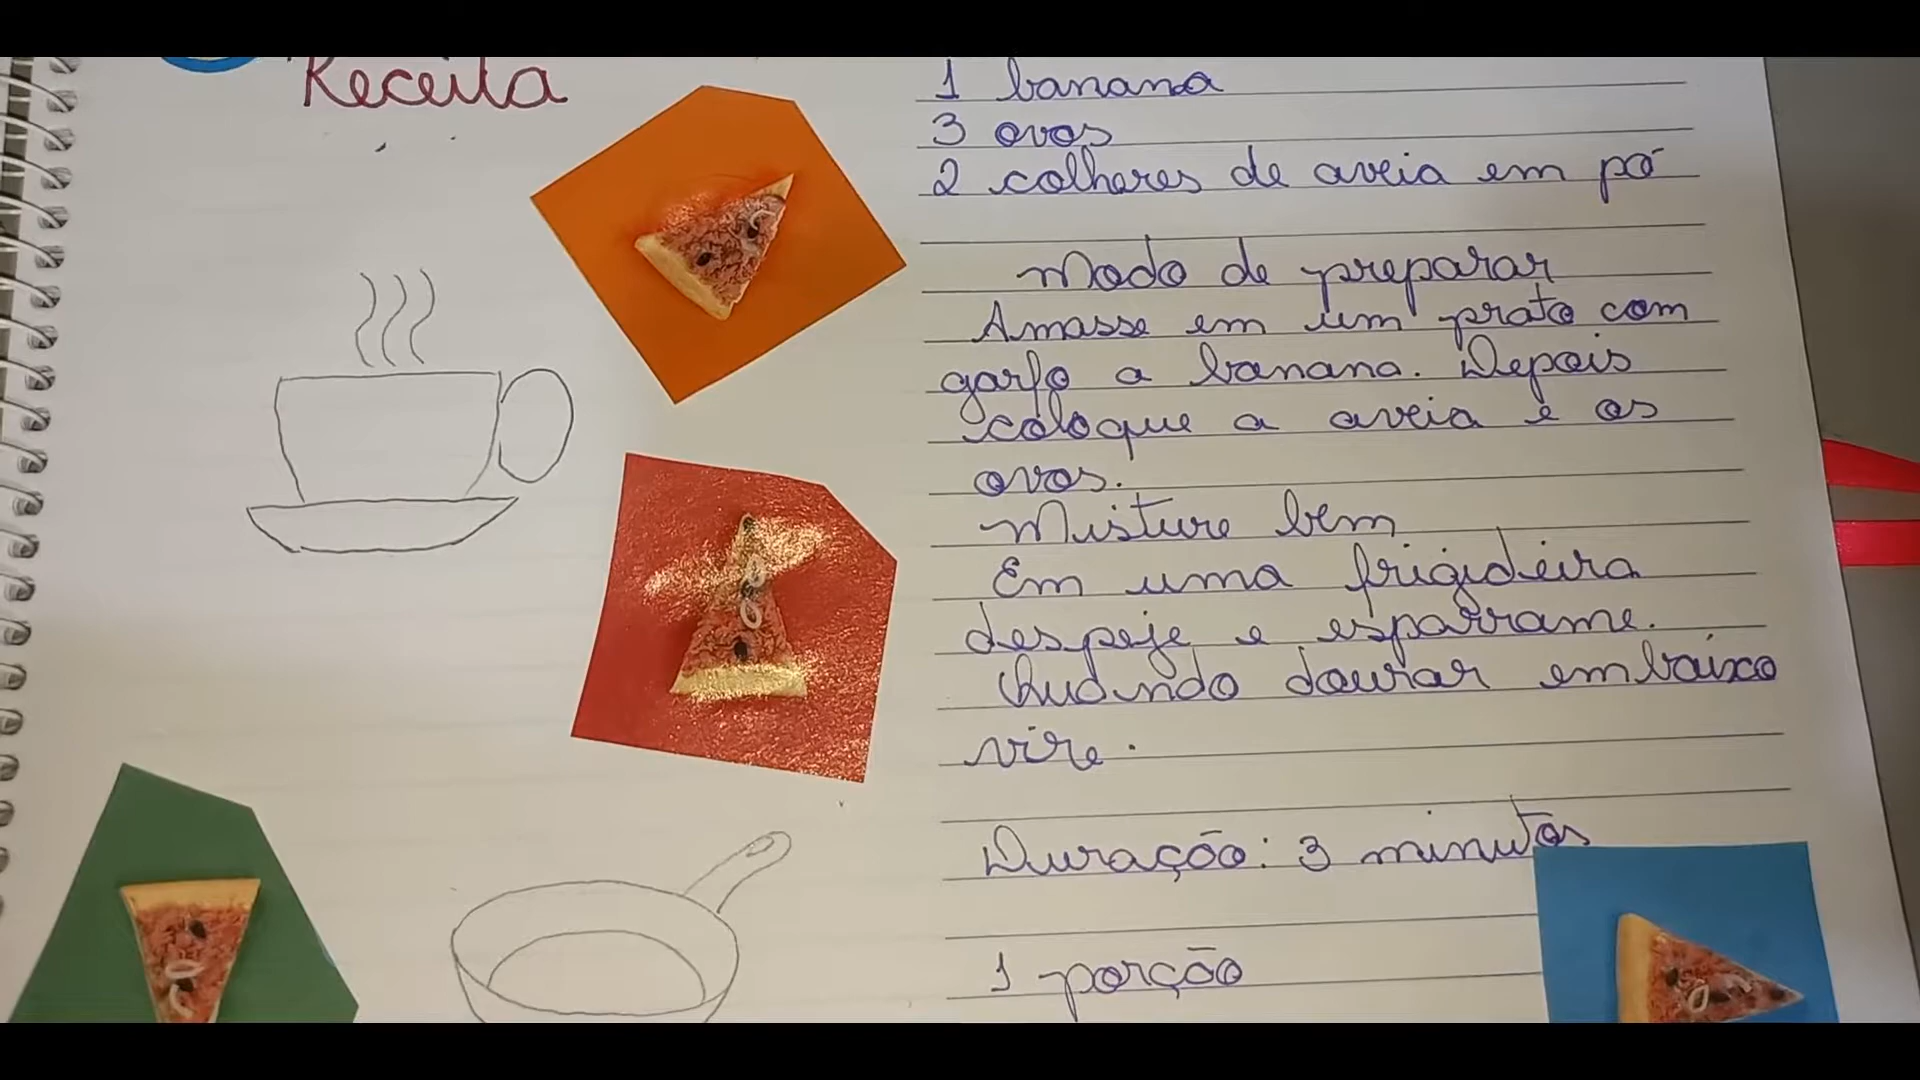 Receita
1 banana
3 ovos
2 colheres de aveia em pó
Modo de preparar
Amasse em um prato com
garfo a banana. Depois
coloque a aveia e os
ovos.
Misture bem
Em uma frigideira
despeje e esparrame.
dourar embaixo
vire.
Duração: 3 minutos
1 porção